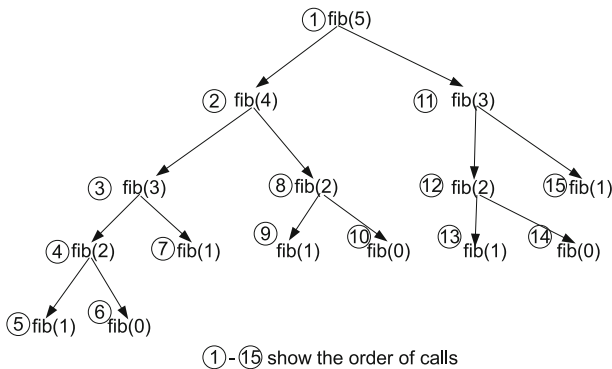 ① fib(5)
② fib(4) ⑪ fib(3)
③ fib(3) ⑧ fib(2) ⑫ fib(2) ⑮ fib(1)
④ fib(2) ⑦ fib(1) ⑨ fib(1) ⑩ fib(0) ⑬ fib(1) ⑭ fib(0)
⑤ fib(1) ⑥ fib(0)
① - ⑮ show the order of calls